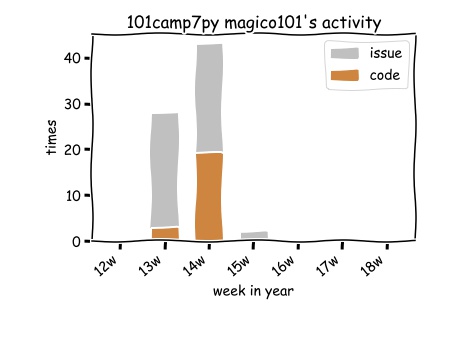 101camp7py magico101's activity
issue
code
times
40
30
20
10
0
12w 13w 14w 15w 16w 17w 18w
week in year